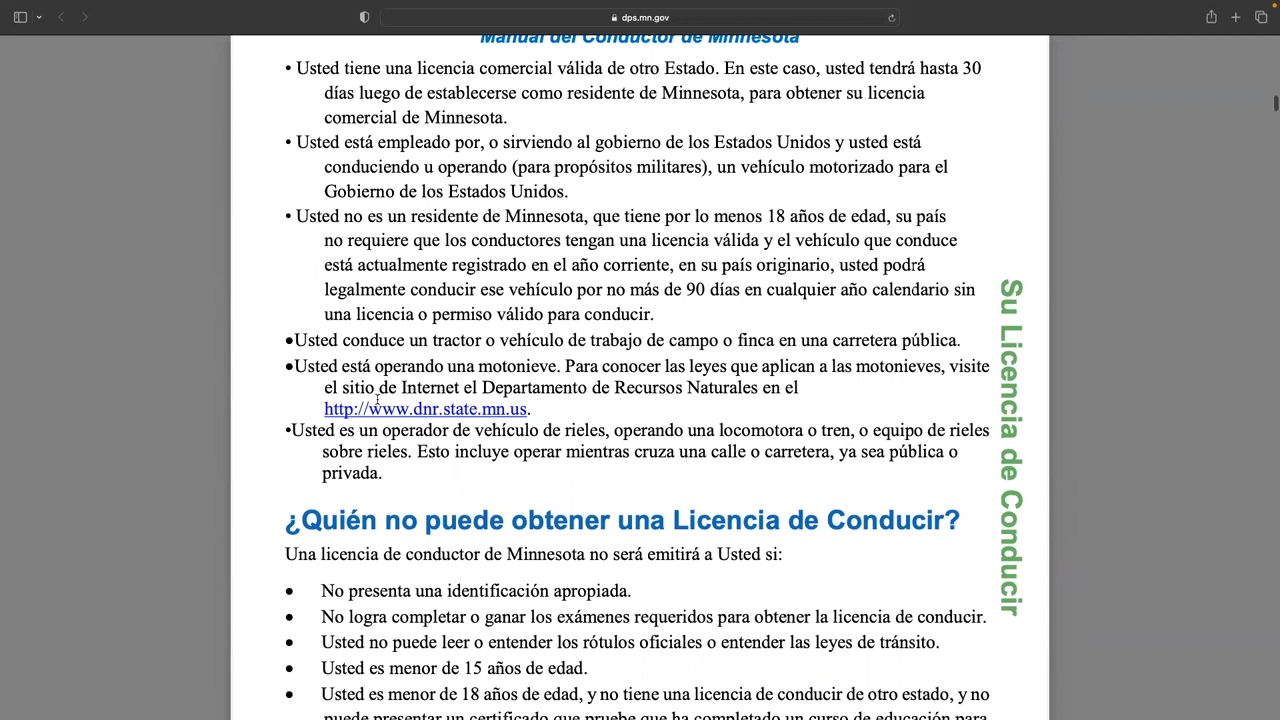 dps.mn.gov
Manual del Conductor de Minnesota
• Usted tiene una licencia comercial válida de otro Estado. En este caso, usted tendrá hasta 30
días luego de establecerse como residente de Minnesota, para obtener su licencia
comercial de Minnesota.
• Usted está empleado por, o sirviendo al gobierno de los Estados Unidos y usted está
conduciendo u operando (para propósitos militares), un vehículo motorizado para el
Gobierno de los Estados Unidos.
• Usted no es un residente de Minnesota, que tiene por lo menos 18 años de edad, su país
no requiere que los conductores tengan una licencia válida y el vehículo que conduce
está actualmente registrado en el año corriente, en su país originario, usted podrá
legalmente conducir ese vehículo por no más de 90 días en cualquier año calendario sin
una licencia o permiso válido para conducir.
•Usted conduce un tractor o vehículo de trabajo de campo o finca en una carretera pública.
•Usted está operando una motonieve. Para conocer las leyes que aplican a las motonieves, visite
el sitio de Internet el Departamento de Recursos Naturales en el
http://www.dnr.state.mn.us.
•Usted es un operador de vehículo de rieles, operando una locomotora o tren, o equipo de rieles
sobre rieles. Esto incluye operar mientras cruza una calle o carretera, ya sea pública o
privada.
¿Quién no puede obtener una Licencia de Conducir?
Una licencia de conductor de Minnesota no será emitirá a Usted si:
• No presenta una identificación apropiada.
• No logra completar o ganar los exámenes requeridos para obtener la licencia de conducir.
• Usted no puede leer o entender los rótulos oficiales o entender las leyes de tránsito.
• Usted es menor de 15 años de edad.
• Usted es menor de 18 años de edad, y no tiene una licencia de conducir de otro estado, y no
puede presentar un certificado que pruebe que ha completado un curso de educación para
Su Licencia de Conducir